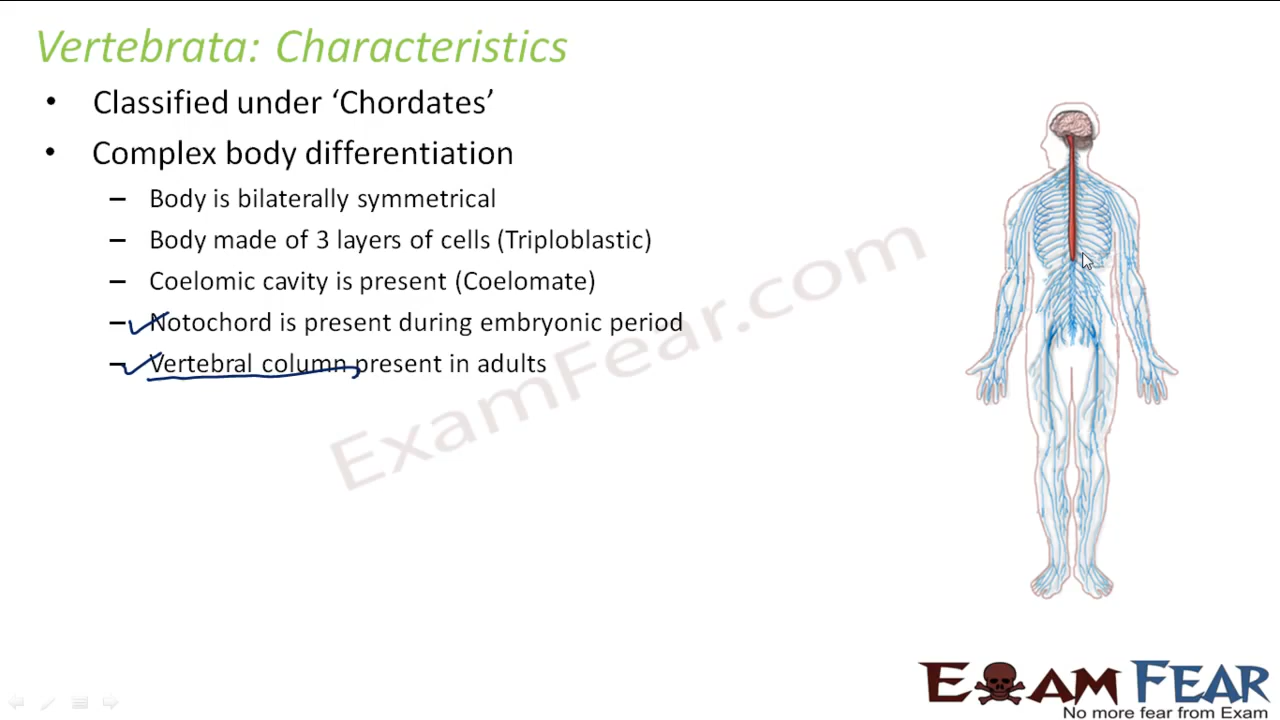 Vertebrata: Characteristics
• Classified under ‘Chordates’
• Complex body differentiation
– Body is bilaterally symmetrical
– Body made of 3 layers of cells (Triploblastic)
– Coelomic cavity is present (Coelomate)
– Notochord is present during embryonic period
– Vertebral column present in adults
ExamFear.com
EXAM FEAR
No more fear from Exam